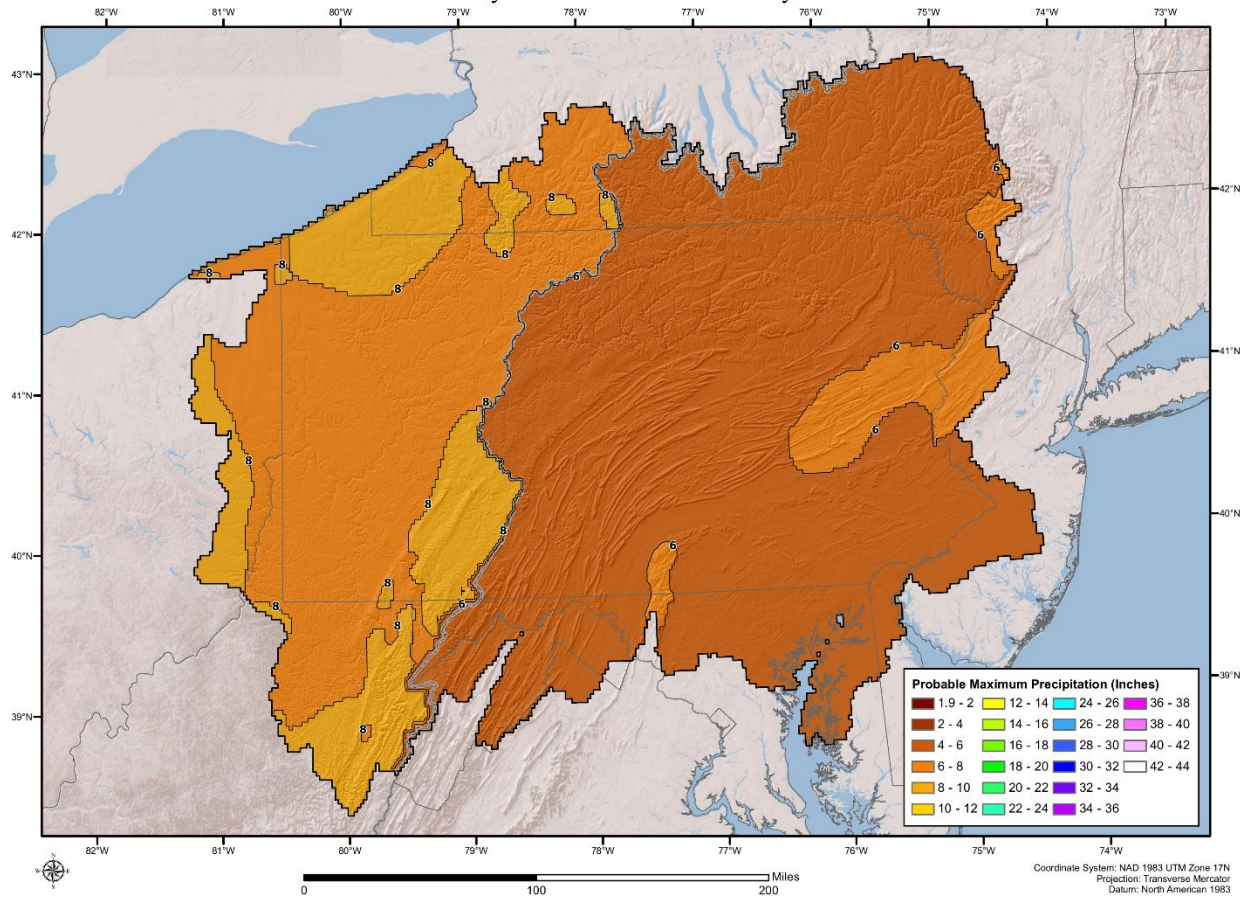 82°W 81°W 80°W 79°W 78°W 77°W 76°W 75°W 74°W 73°W
43°N 43°N
8
8
8
6
42°N 42°N
8 8
6
8
8
8 8 6
6
41°N 41°N
8
6
8
8
8
40°N 40°N
6
8
8
6
8
39°N 39°N
8
Probable Maximum Precipitation (Inches)
1.9 - 2 12 - 14 24 - 26 36 - 38
2 - 4 14 - 16 26 - 28 38 - 40
4 - 6 16 - 18 28 - 30 40 - 42
6 - 8 18 - 20 30 - 32 42 - 44
8 - 10 20 - 22 32 - 34
10 - 12 22 - 24 34 - 36
82°W 81°W 80°W 79°W 78°W 77°W 76°W 75°W 74°W
N
W E
S
Miles
0 100 200
Coordinate System: NAD 1983 UTM Zone 17N
Projection: Transverse Mercator
Datum: North American 1983